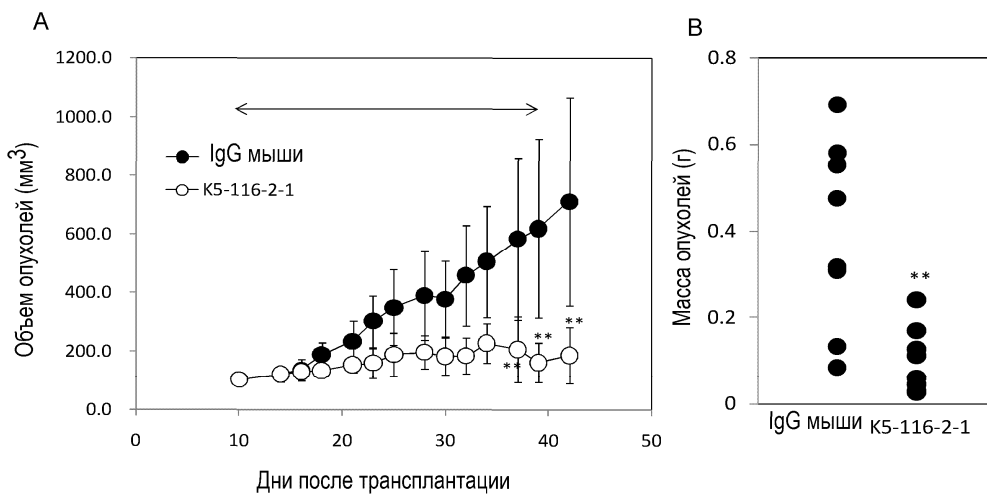 A
1200.0
1000.0
800.0
600.0
400.0
200.0
0.0
Объем опухолей (мм³)
IgG мыши
K5-116-2-1
**
**
**
0
10
20
30
40
50
Дни после трансплантации
B
0.8
0.6
0.4
0.2
0
Масса опухолей (г)
**
IgG мыши
K5-116-2-1